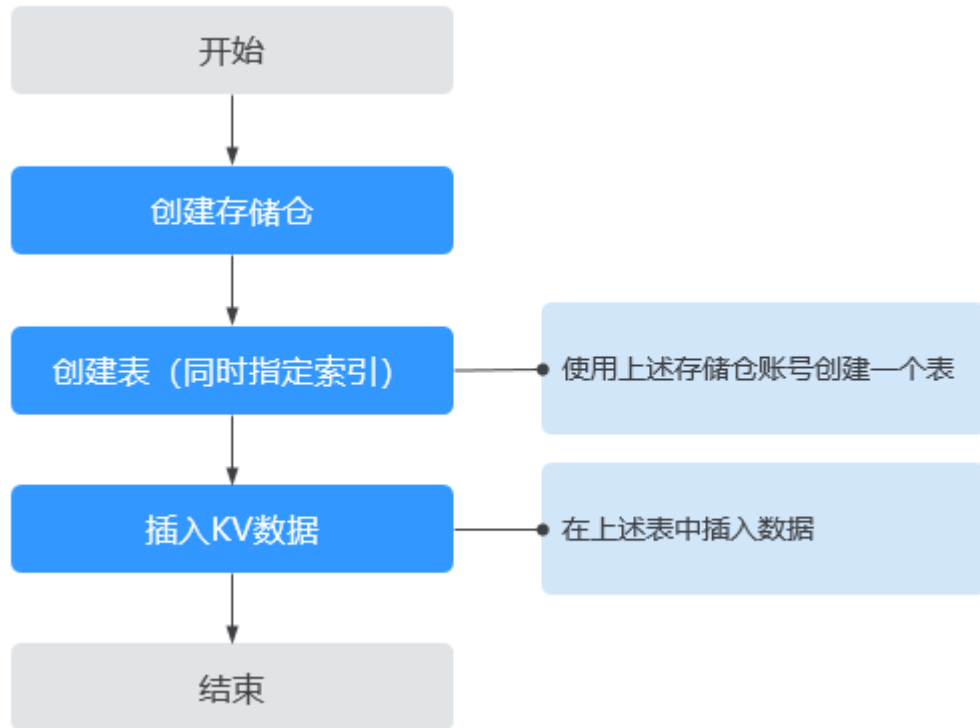 开始
创建存储仓
创建表（同时指定索引）
使用上述存储仓账号创建一个表
插入KV数据
在上述表中插入数据
结束